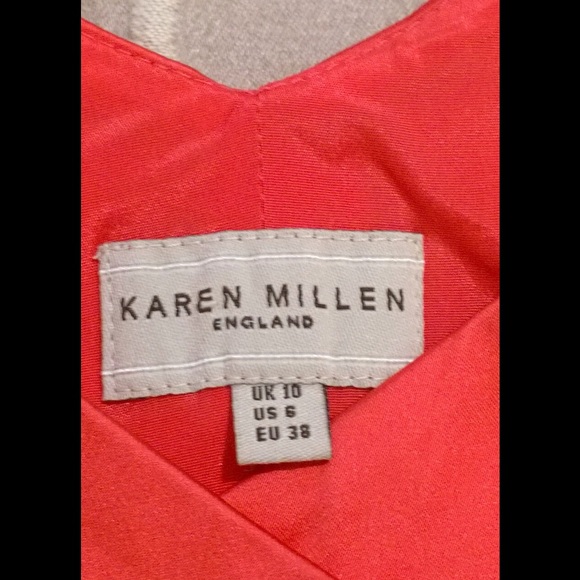 KAREN MILLEN
ENGLAND
UK 10
US 6
EU 38